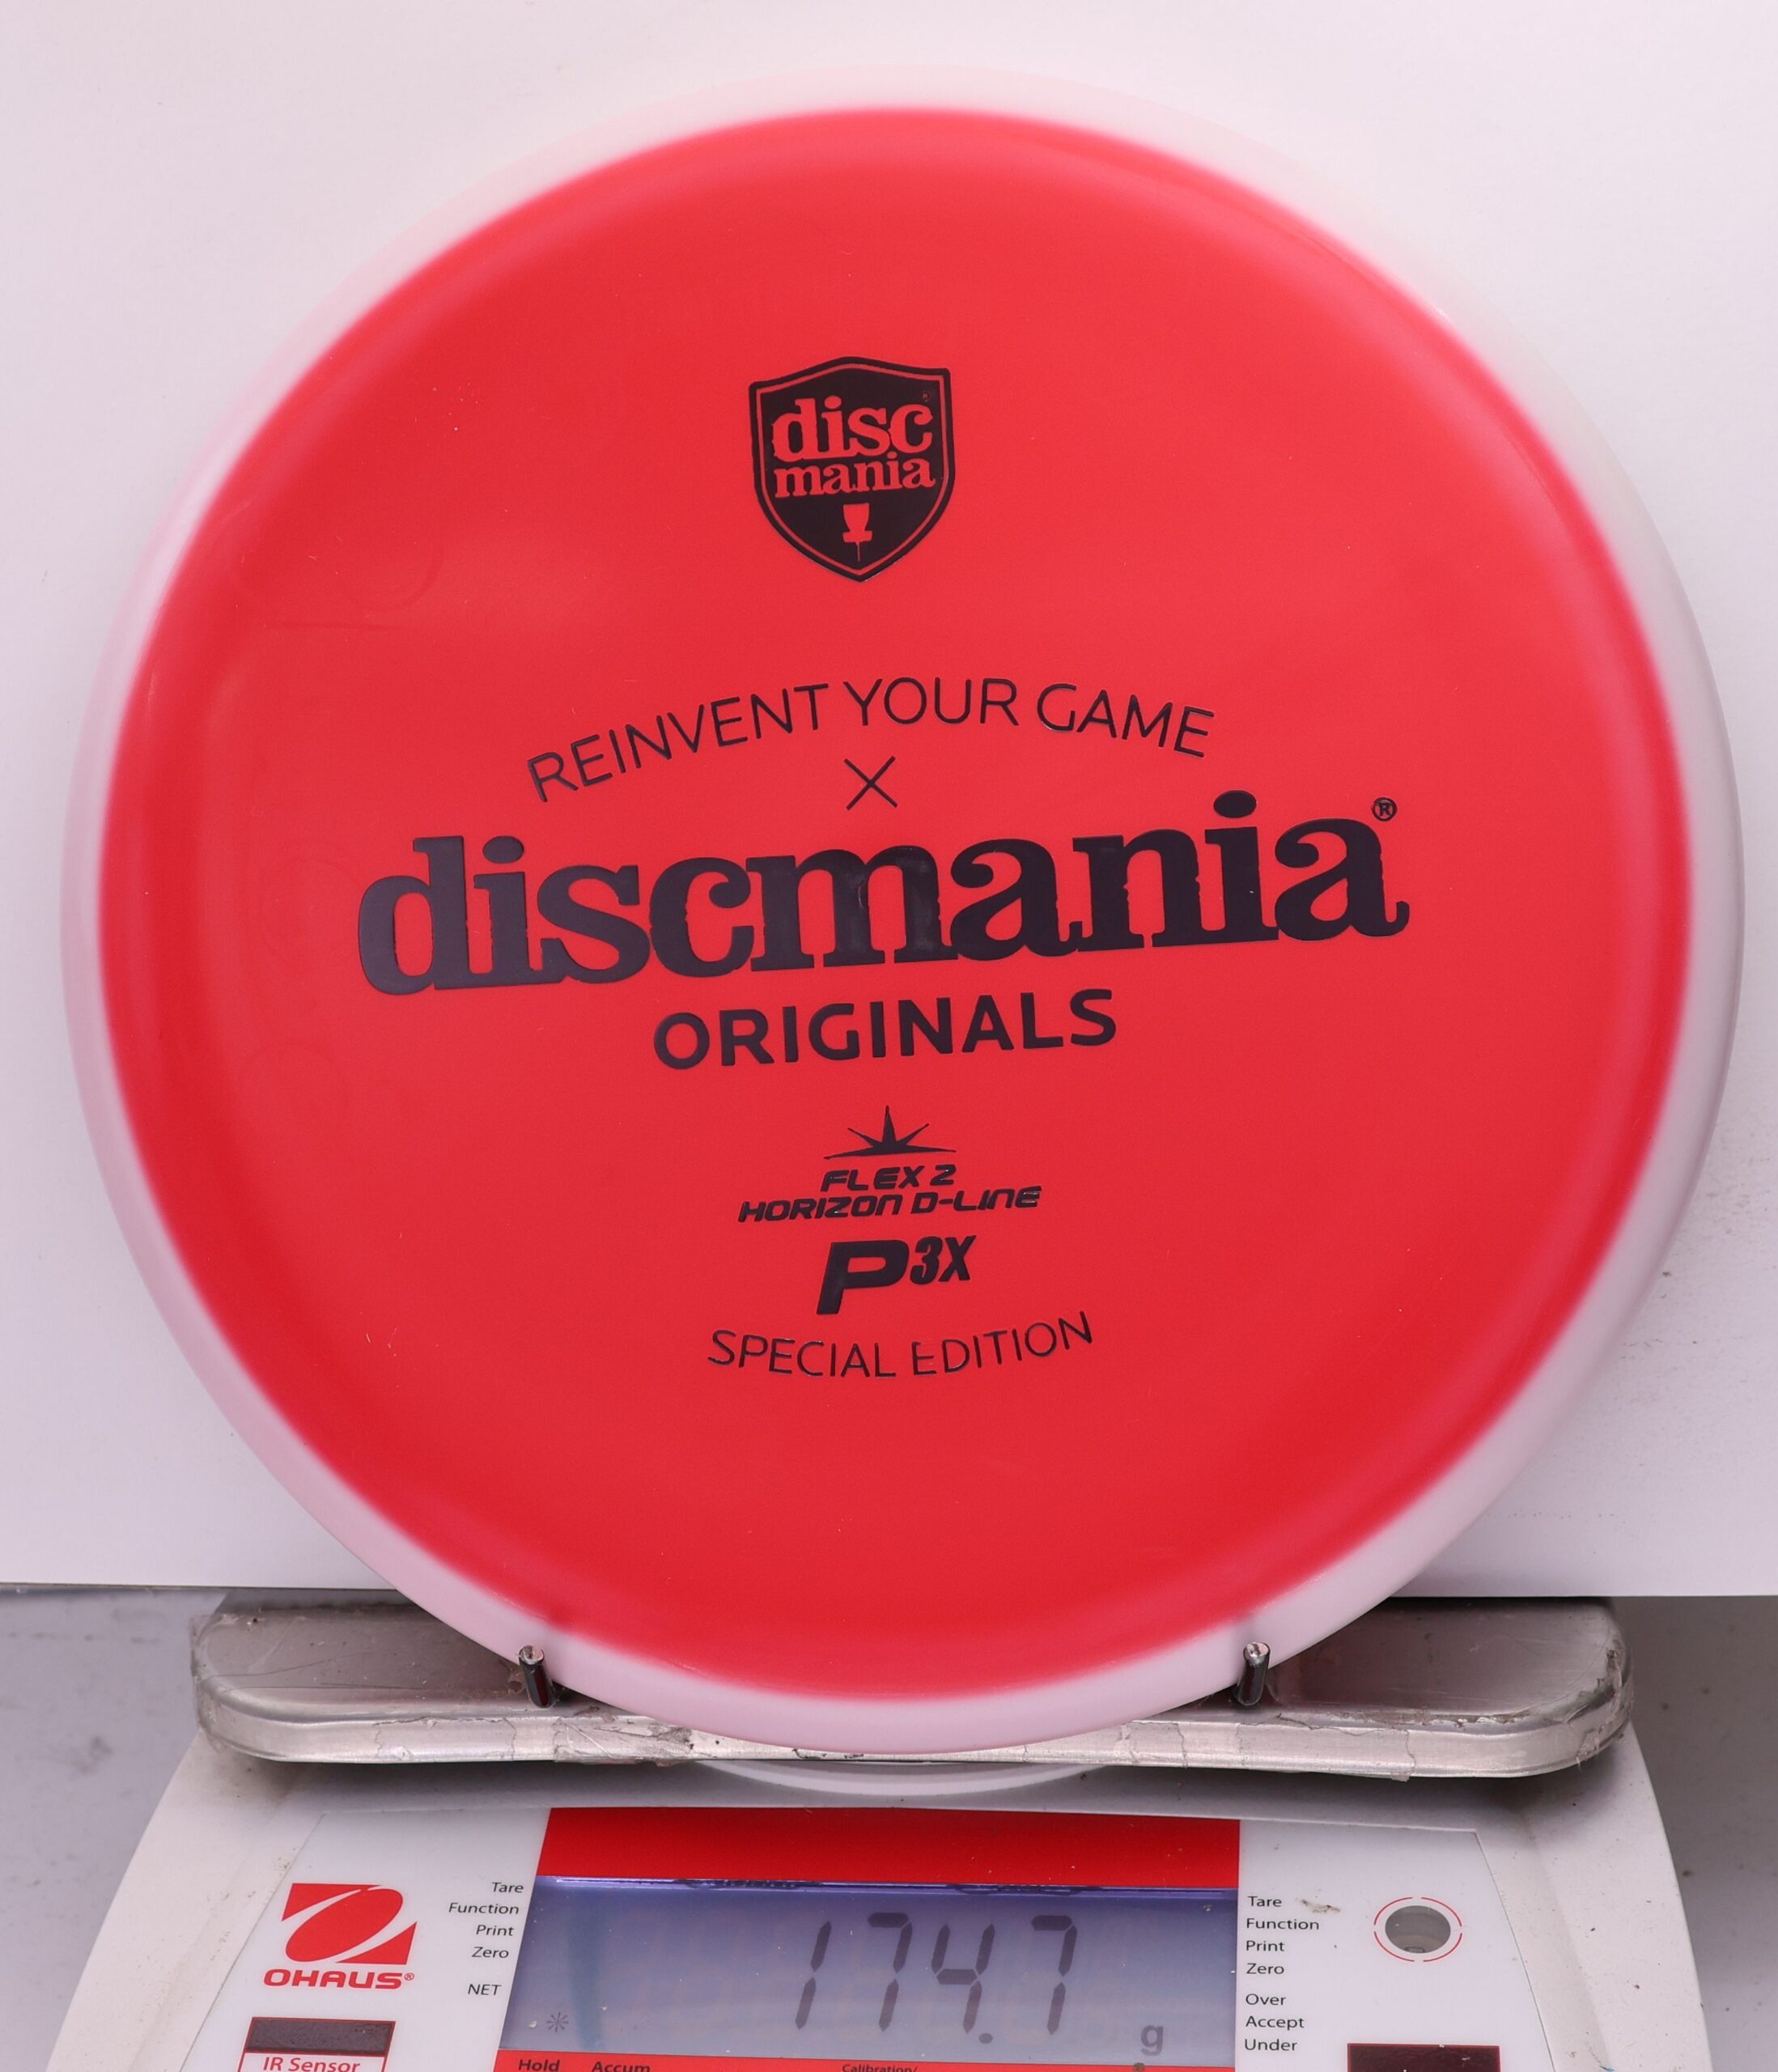 disc®
mania
REINVENT YOUR GAME
X
discmania®
ORIGINALS
FLEX 2
HORIZON D-LINE
P3X
SPECIAL EDITION
Tare
Function
Print
Zero
NET
OHAUS®
IR Sensor
174.7 g
Hold Accum Calibration/
Tare
Function
Print
Zero
Over
Accept
Under